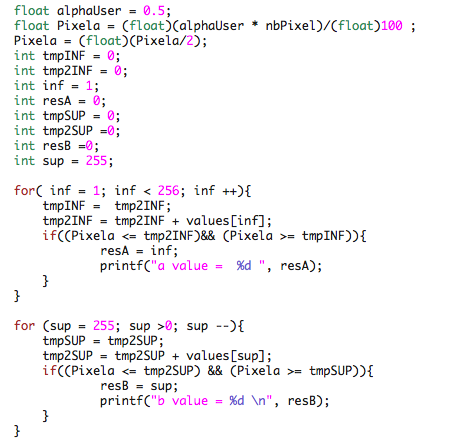 float alphaUser = 0.5;
float Pixela = (float)(alphaUser * nbPixel)/(float)100 ;
Pixela = (float)(Pixela/2);
int tmpINF = 0;
int tmp2INF = 0;
int inf = 1;
int resA = 0;
int tmpSUP = 0;
int tmp2SUP =0;
int resB =0;
int sup = 255;

for( inf = 1; inf < 256; inf ++){
    tmpINF =  tmp2INF;
    tmp2INF = tmp2INF + values[inf];
    if((Pixela <= tmp2INF)&& (Pixela >= tmpINF)){
            resA = inf;
            printf("a value =  %d ", resA);
    }
}

for (sup = 255; sup >0; sup --){
    tmpSUP = tmp2SUP;
    tmp2SUP = tmp2SUP + values[sup];
    if((Pixela <= tmp2SUP) && (Pixela >= tmpSUP)){
            resB = sup;
            printf("b value = %d \n", resB);
    }
}